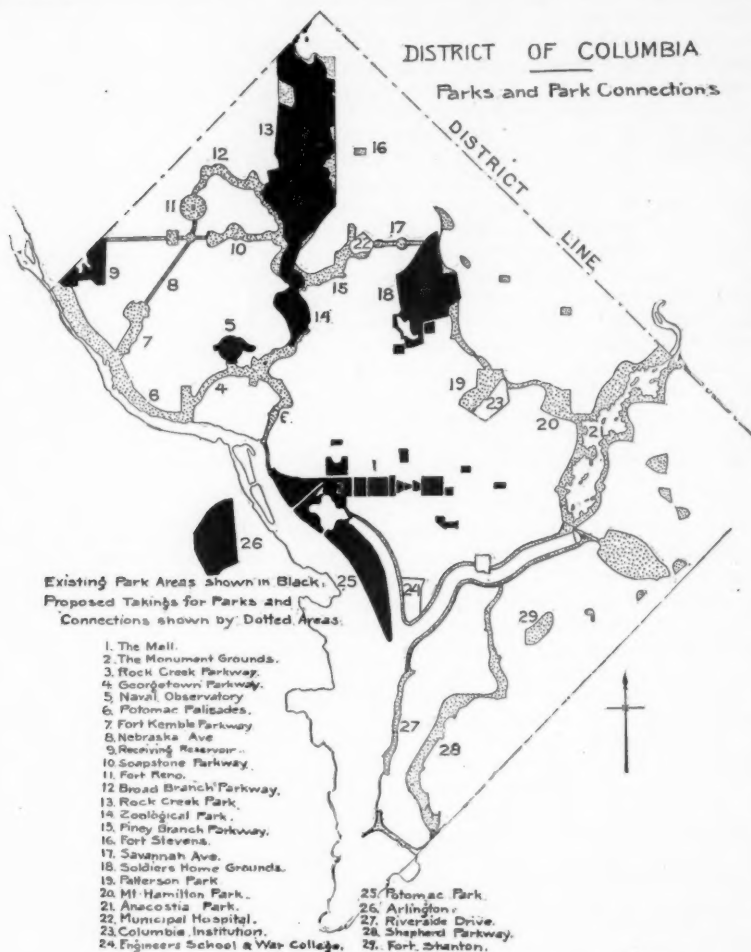 DISTRICT OF COLUMBIA
Parks and Park Connections
DISTRICT LINE
13
16
12
11
17
22
10
9
15
18
8
14
5
7
4
19
23
20
6
3
21
1
2
26
25
24
29
27
28
Existing Park Areas shown in Black.
Proposed Takings for Parks and
Connections shown by Dotted Areas.
1. The Mall.
2. The Monument Grounds.
3. Rock Creek Parkway.
4. Georgetown Parkway.
5. Naval Observatory
6. Potomac Palisades.
7. Fort Kemble Parkway
8. Nebraska Ave
9. Receiving Reservoir.
10. Soapstone Parkway.
11. Fort Reno.
12 Broad Branch Parkway.
13. Rock Creek Park.
14. Zoological Park.
15. Piney Branch Parkway.
16. Fort Stevens.
17. Savannah Ave.
18. Soldiers Home Grounds.
19. Patterson Park
20. Mt Hamilton Park.
21. Anacostia Park.
22. Municipal Hospital.
23. Columbia Institution.
24. Engineers School & War College.
25. Potomac Park.
26. Arlington.
27. Riverside Drive.
28. Shepherd Parkway.
29. Fort Stanton.